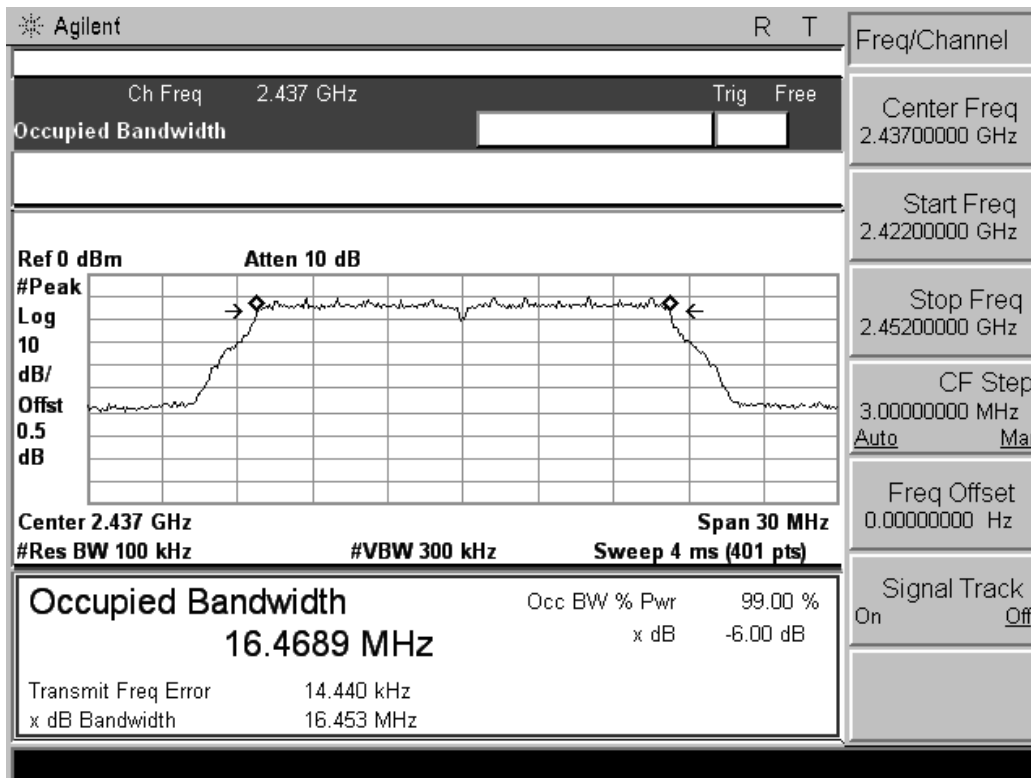 Agilent R T
Ch Freq 2.437 GHz Trig Free
Occupied Bandwidth
Ref 0 dBm Atten 10 dB
#Peak
Log
10
dB/
Offst
0.5
dB
Center 2.437 GHz Span 30 MHz
#Res BW 100 kHz #VBW 300 kHz Sweep 4 ms (401 pts)
Occupied Bandwidth
16.4689 MHz
Occ BW % Pwr 99.00 %
x dB -6.00 dB
Transmit Freq Error 14.440 kHz
x dB Bandwidth 16.453 MHz
Freq/Channel
Center Freq
2.43700000 GHz
Start Freq
2.42200000 GHz
Stop Freq
2.45200000 GHz
CF Step
3.00000000 MHz
Auto Ma
Freq Offset
0.00000000 Hz
Signal Track
On Off